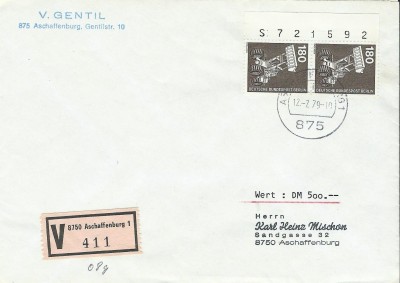 V. GENTIL
875 Aschaffenburg, Gentilstr. 10
S 7 2 1 5 9 2
180 180
DEUTSCHE BUNDESPOST BERLIN DEUTSCHE BUNDESPOST BERLIN
12.-2.79-
875
Wert : DM 5oo.--
Herrn
Karl Heinz Mischon
Sandgasse 32
8750 Aschaffenburg
V 8750 Aschaffenburg 1
411